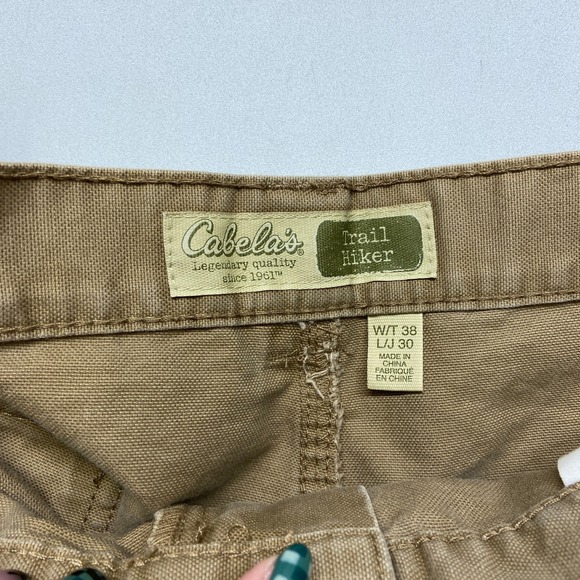 Cabela's®
Legendary quality
since 1961™
Trail
Hiker
W/T 38
L/J 30
MADE IN
CHINA
FABRIQUÉ
EN CHINE